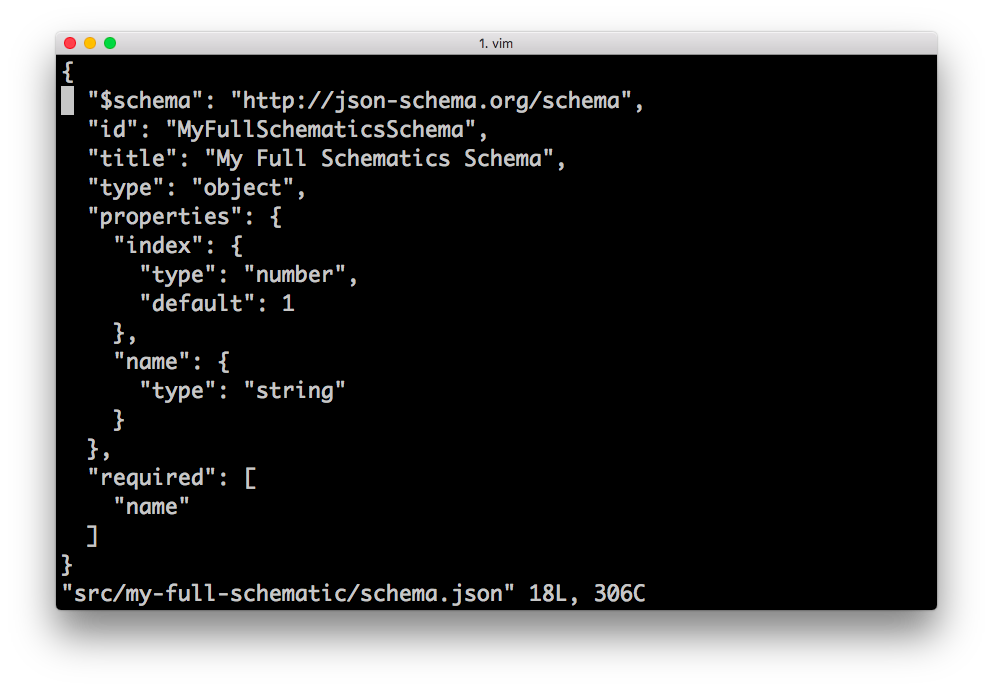 1. vim
{
  "$schema": "http://json-schema.org/schema",
  "id": "MyFullSchematicsSchema",
  "title": "My Full Schematics Schema",
  "type": "object",
  "properties": {
    "index": {
      "type": "number",
      "default": 1
    },
    "name": {
      "type": "string"
    }
  },
  "required": [
    "name"
  ]
}
"src/my-full-schematic/schema.json" 18L, 306C